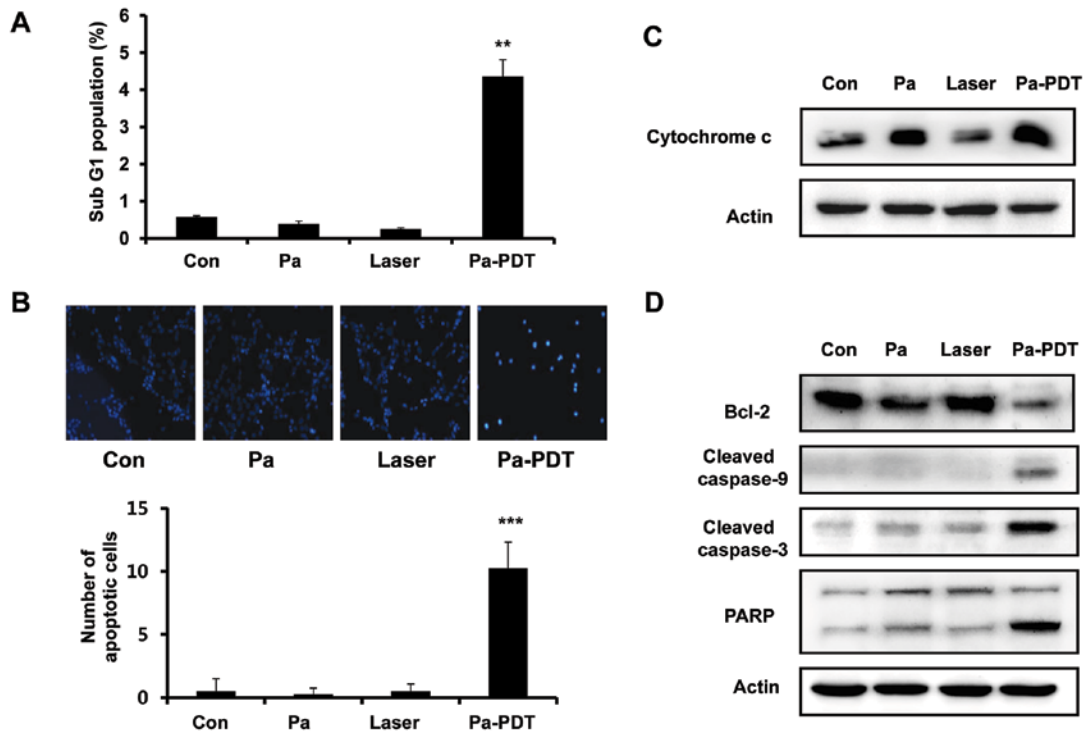 A
Sub G1 population (%)
6
5
4
3
2
1
0
**
Con Pa Laser Pa-PDT
B
Con Pa Laser Pa-PDT
Number of
apoptotic cells
15
10
5
0
***
Con Pa Laser Pa-PDT
C
Con Pa Laser Pa-PDT
Cytochrome c
Actin
D
Con Pa Laser Pa-PDT
Bcl-2
Cleaved
caspase-9
Cleaved
caspase-3
PARP
Actin